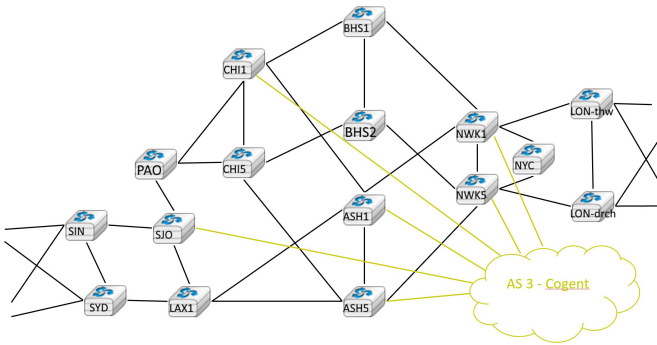 BHS1
CHI1
LON-thw
BHS2
NWK1
PAO
CHI5
NYC
NWK5
ASH1
LON-drch
SIN
SJO
AS 3 - Cogent
SYD
LAX1
ASH5